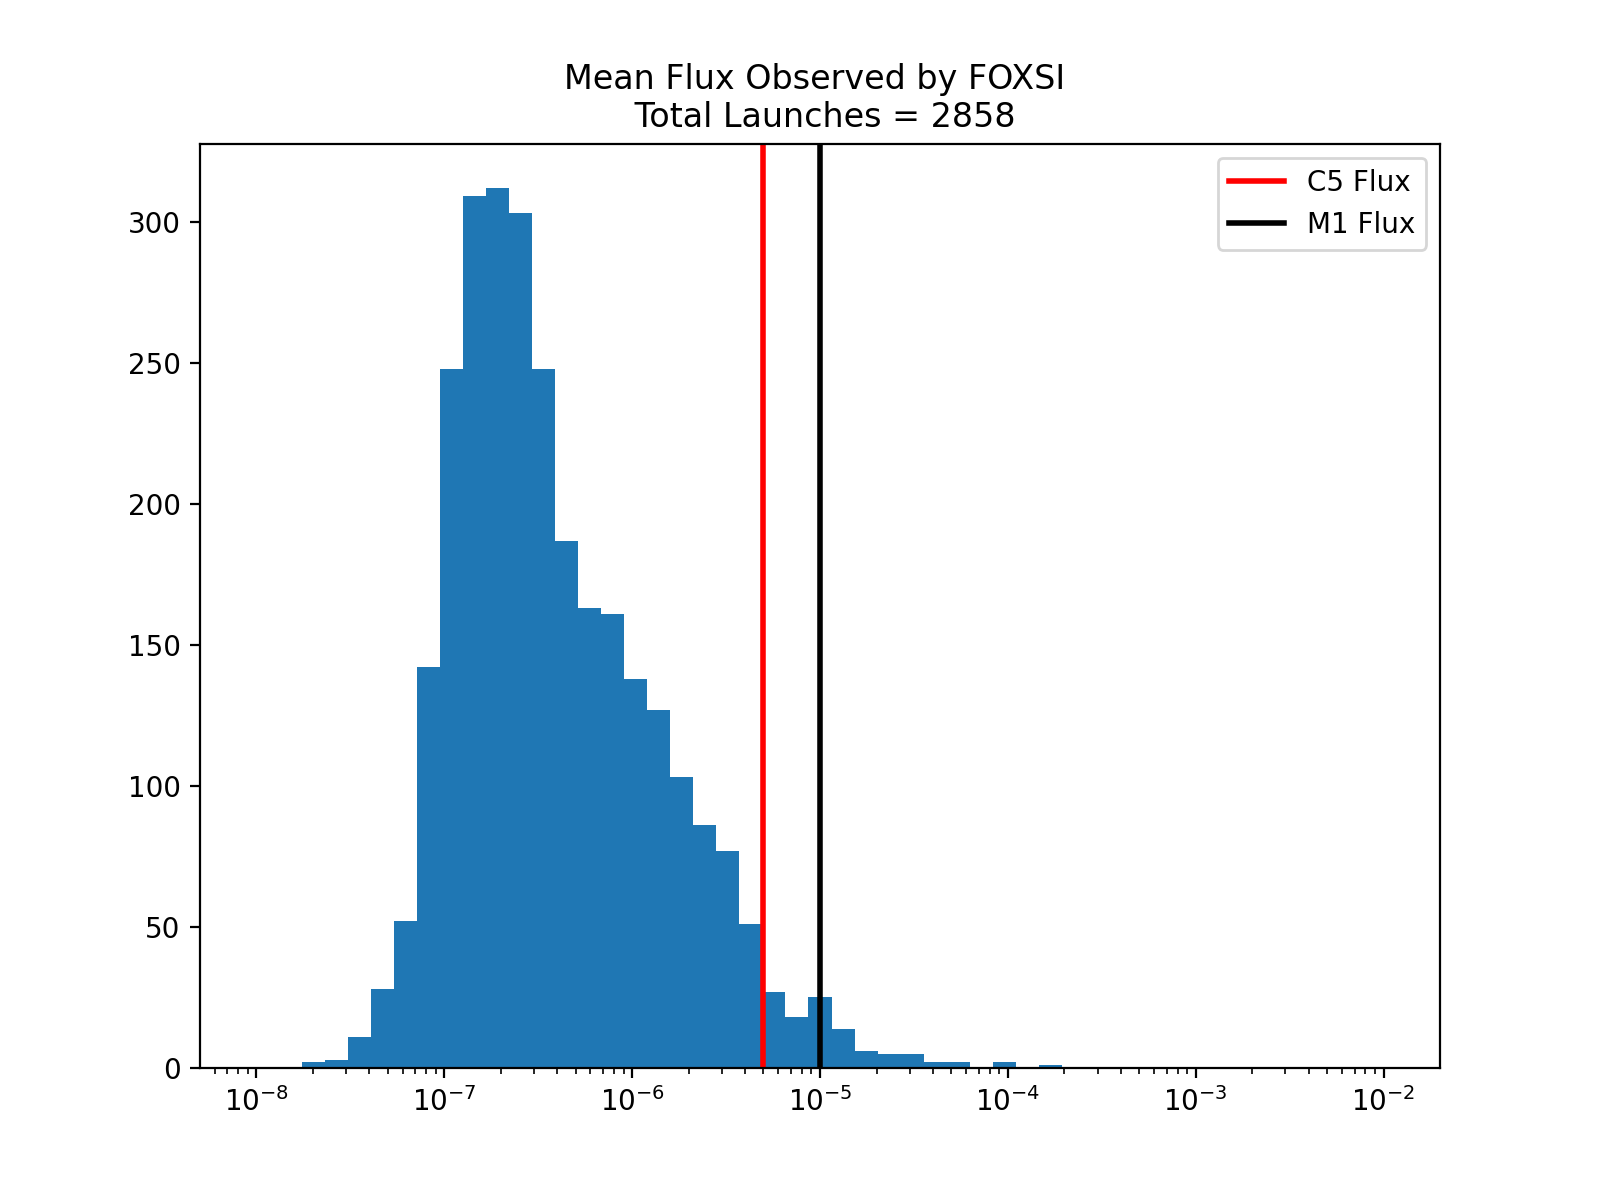 Mean Flux Observed by FOXSI
Total Launches = 2858
C5 Flux
M1 Flux
300
250
200
150
100
50
0
10⁻⁸ 10⁻⁷ 10⁻⁶ 10⁻⁵ 10⁻⁴ 10⁻³ 10⁻²